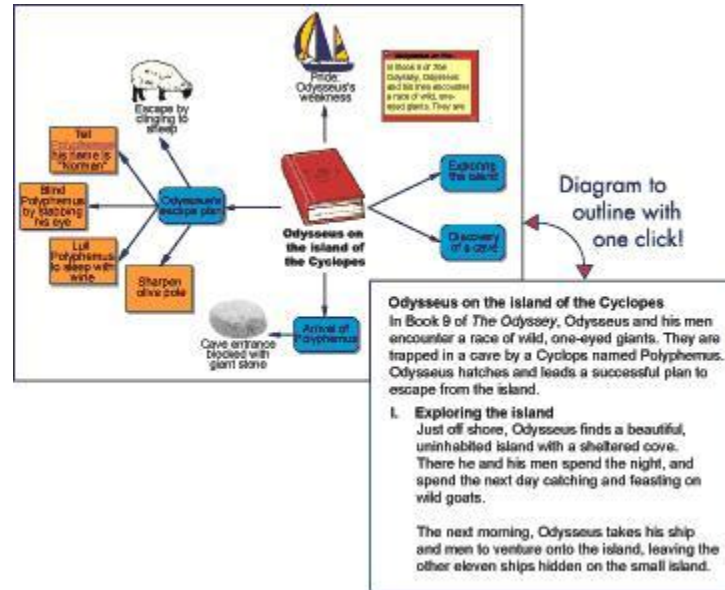 Pride:
Odysseus's
weakness
In Book 9 of The
Odyssey, Odysseus
and his men encounter
a race of wild, one-
eyed giants. They are
Escape by
clinging to
sheep
Tell
his name is
"Norman"
Blind
Polyphemus
by stabbing
his eye
Lull
Polyphemus
to sleep with
wine
Sharpen
olive pole
Odysseus's
escape plan
Odysseus on
the island of
the Cyclopes
Exploring
the island
Discovery
of a cave
Arrival of
Polyphemus
Cave entrance
blocked with
giant stone
Diagram to
outline with
one click!
Odysseus on the island of the Cyclopes
In Book 9 of The Odyssey, Odysseus and his men
encounter a race of wild, one-eyed giants. They are
trapped in a cave by a Cyclops named Polyphemus.
Odysseus hatches and leads a successful plan to
escape from the island.
I. Exploring the island
Just off shore, Odysseus finds a beautiful,
uninhabited island with a sheltered cove.
There he and his men spend the night, and
spend the next day catching and feasting on
wild goats.
The next morning, Odysseus takes his ship
and men to venture onto the island, leaving the
other eleven ships hidden on the small island.